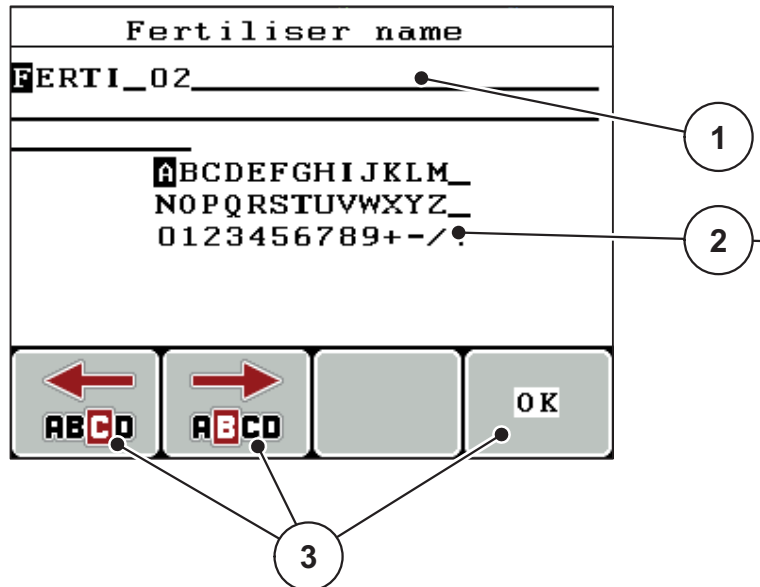 Fertiliser name
FERTI_02
1
ABCDEFGHIJKLM_
NOPQRSTUVWXYZ_
0123456789+-/
2
ABCD ABCD OK
3